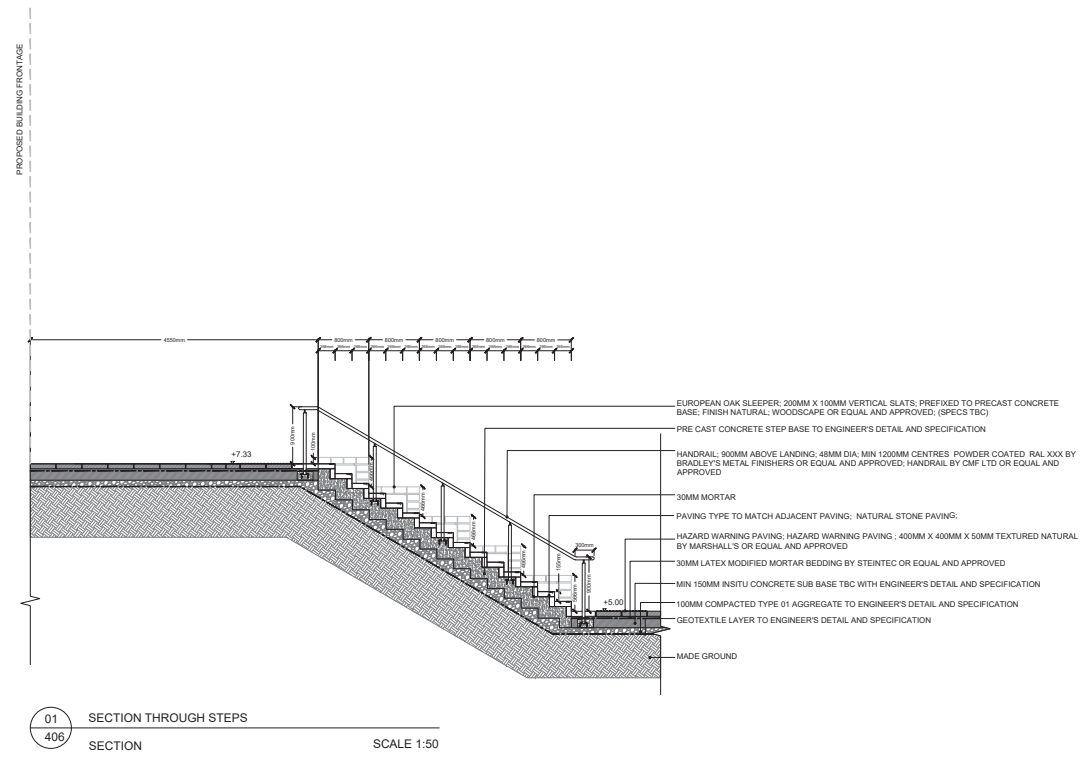 PROPOSED BUILDING FRONTAGE
4550mm
800mm 800mm 800mm 800mm 800mm
EUROPEAN OAK SLEEPER; 200MM X 100MM VERTICAL SLATS; PREFIXED TO PRECAST CONCRETE
BASE; FINISH NATURAL; WOODSCAPE OR EQUAL AND APPROVED; (SPECS TBC)
PRE CAST CONCRETE STEP BASE TO ENGINEER'S DETAIL AND SPECIFICATION
900mm
HANDRAIL; 900MM ABOVE LANDING; 48MM DIA; MIN 1200MM CENTRES POWDER COATED RAL XXX BY
BRADLEY'S METAL FINISHERS OR EQUAL AND APPROVED; HANDRAIL BY CMF LTD OR EQUAL AND
APPROVED
+7.33
30MM MORTAR
PAVING TYPE TO MATCH ADJACENT PAVING; NATURAL STONE PAVING;
HAZARD WARNING PAVING; HAZARD WARNING PAVING ; 400MM X 400MM X 50MM TEXTURED NATURAL
BY MARSHALL'S OR EQUAL AND APPROVED
300mm
30MM LATEX MODIFIED MORTAR BEDDING BY STEINTEC OR EQUAL AND APPROVED
150mm
MIN 150MM INSITU CONCRETE SUB BASE TBC WITH ENGINEER'S DETAIL AND SPECIFICATION
900mm
+5.00
100MM COMPACTED TYPE 01 AGGREGATE TO ENGINEER'S DETAIL AND SPECIFICATION
GEOTEXTILE LAYER TO ENGINEER'S DETAIL AND SPECIFICATION
MADE GROUND
01
SECTION THROUGH STEPS
406
SECTION
SCALE 1:50